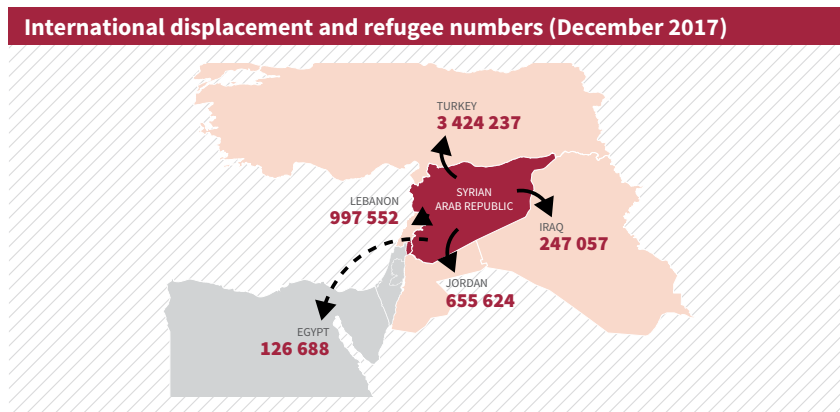 International displacement and refugee numbers (December 2017)
TURKEY
3 424 237
SYRIAN
ARAB REPUBLIC
LEBANON
997 552
IRAQ
247 057
JORDAN
655 624
EGYPT
126 688